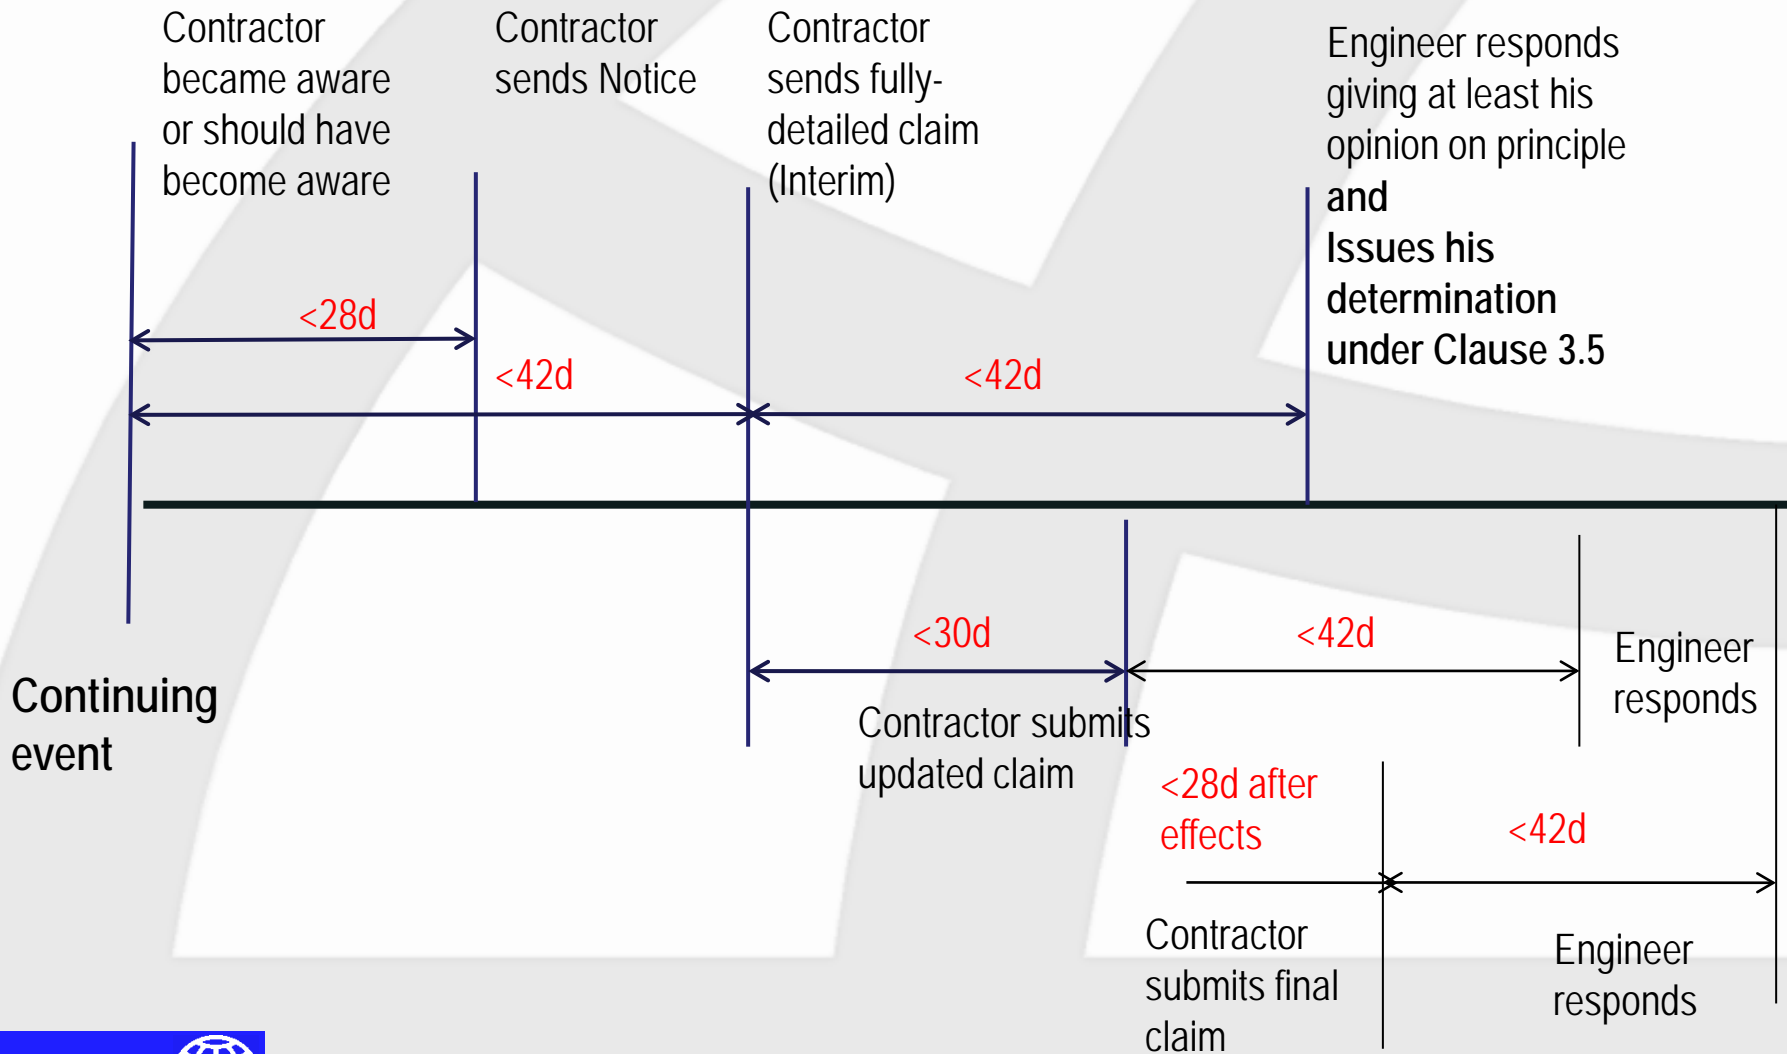 Contractor
became aware
or should have
become aware
Contractor
sends Notice
Contractor
sends fully-
detailed claim
(Interim)
Engineer responds
giving at least his
opinion on principle
and
Issues his
determination
under Clause 3.5
<28d
<42d
<42d
<30d
<42d
Engineer
responds
Continuing
event
Contractor submits
updated claim
<28d after
effects
<42d
Contractor
submits final
claim
Engineer
responds